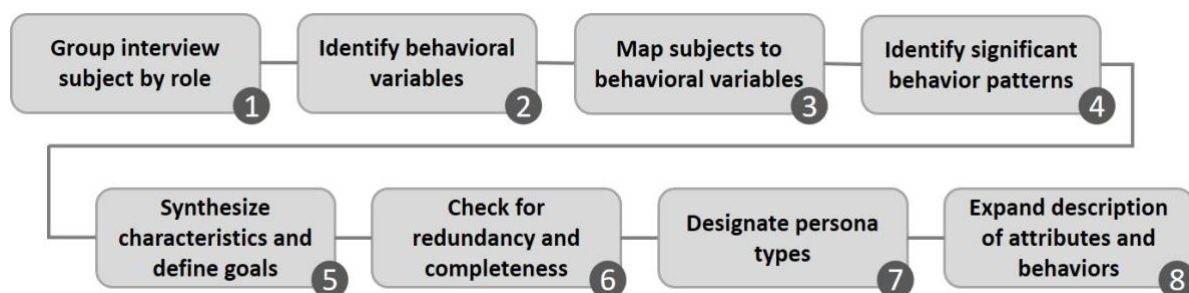 Group interview
subject by role
1
Identify behavioral
variables
2
Map subjects to
behavioral variables
3
Identify significant
behavior patterns
4
Synthesize
characteristics and
define goals
5
Check for
redundancy and
completeness
6
Designate persona
types
7
Expand description
of attributes and
behaviors
8